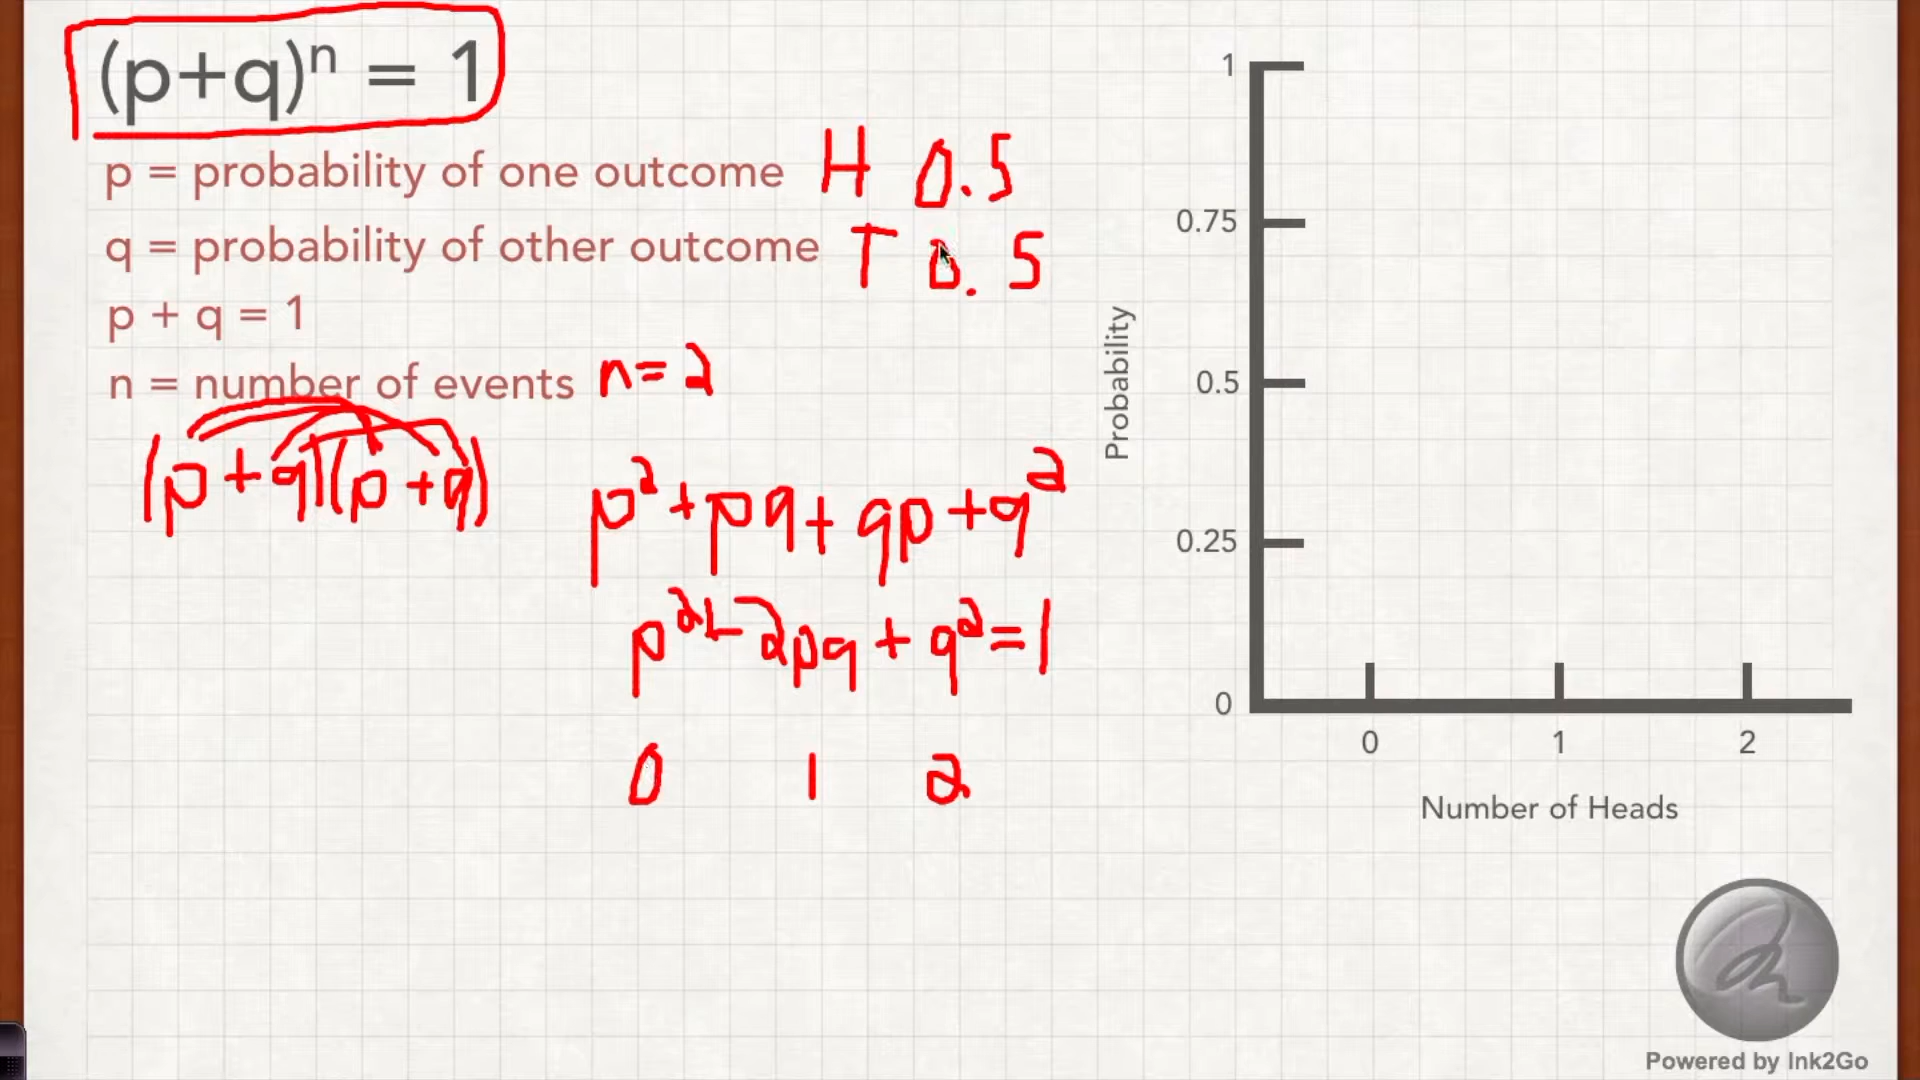 (p+q)ⁿ = 1
p = probability of one outcome H 0.5
q = probability of other outcome T 0.5
p + q = 1
n = number of events n=2
(p+q)(p+q)
p²+pq+qp+q²
p²+2pq+q²=1
0 1 2
1
0.75
0.5
0.25
0
Probability
0 1 2
Number of Heads
Powered by Ink2Go